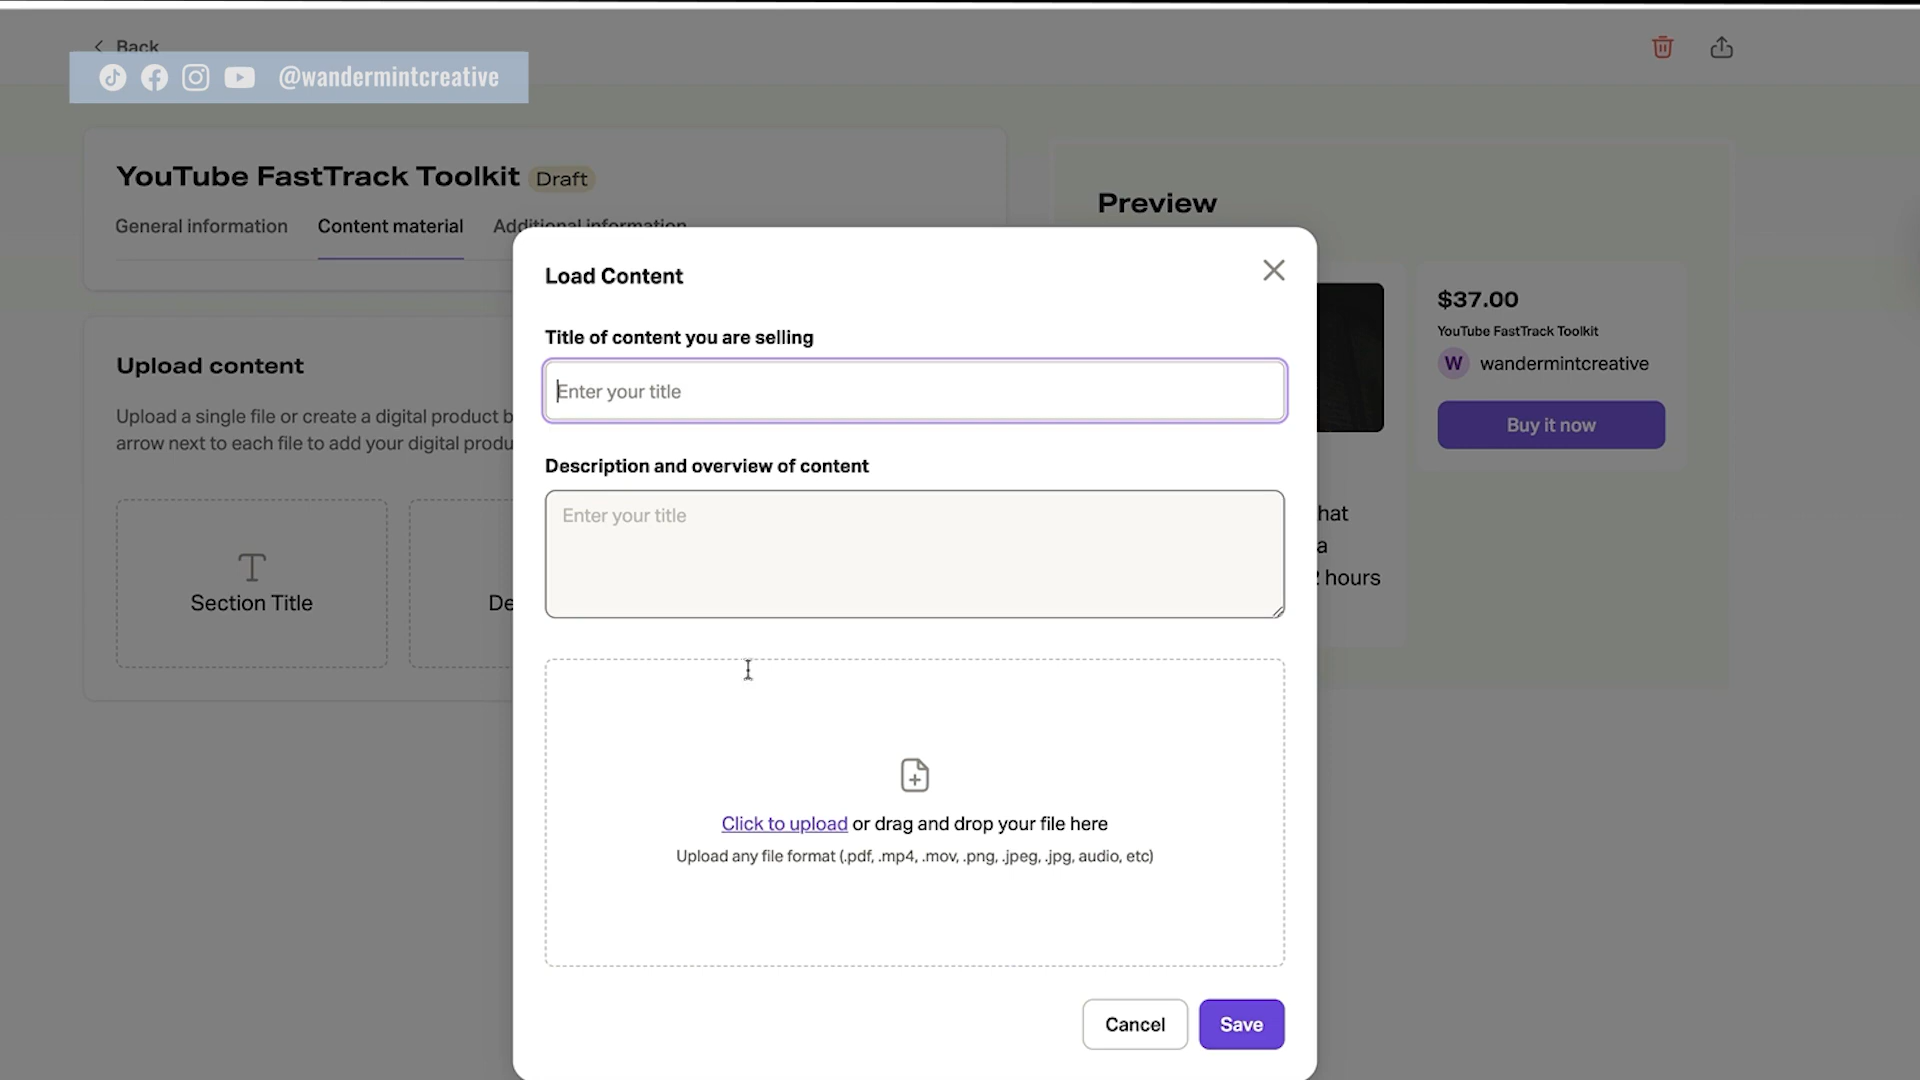 Back
@wandermintcreative
YouTube FastTrack Toolkit Draft
General information Content material Additional information
Upload content
Upload a single file or create a digital product b
arrow next to each file to add your digital produ
Section Title
De
Load Content
Title of content you are selling
Enter your title
Description and overview of content
Enter your title
Click to upload or drag and drop your file here
Upload any file format (.pdf, .mp4, .mov, .png, .jpeg, .jpg, audio, etc)
Cancel
Save
Preview
$37.00
YouTube FastTrack Toolkit
W wandermintcreative
Buy it now
hat
a
hours